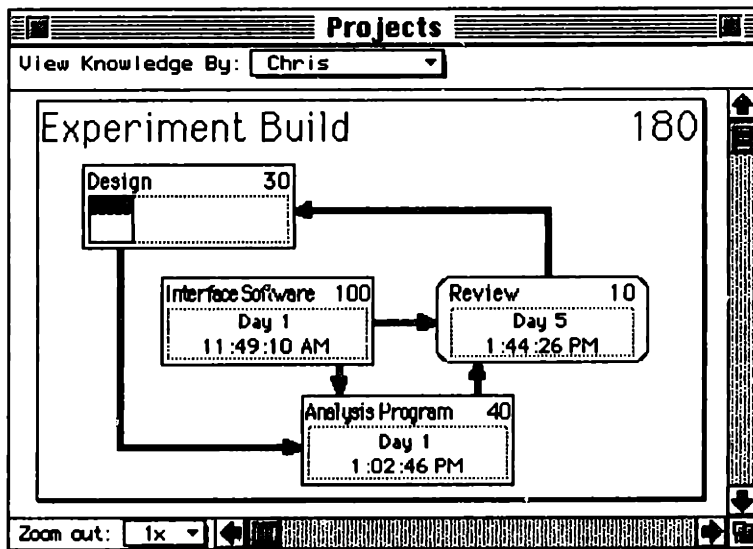 Projects
View Knowledge By: Chris
Experiment Build 180
Design 30
Interface Software 100
Day 1
11:49:10 AM
Review 10
Day 5
1:44:26 PM
Analysis Program 40
Day 1
1:02:46 PM
Zoom out: 1x